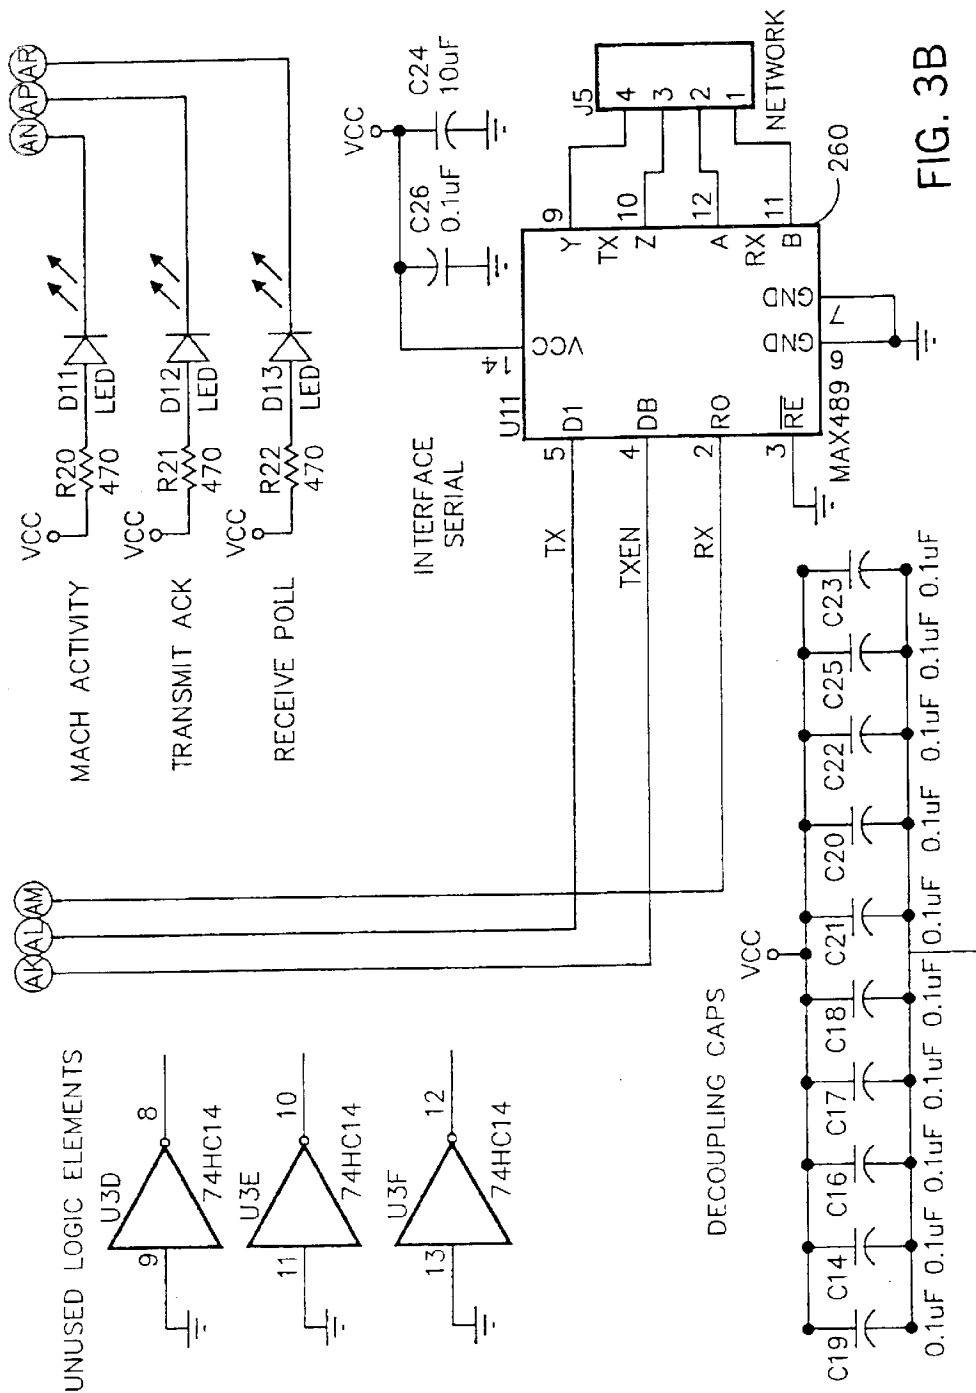 UNUSED LOGIC ELEMENTS
U3D
9
8
74HC14
U3E
11
10
74HC14
U3F
13
12
74HC14
AK
AL
AM
AN
AP
AR
MACH ACTIVITY
VCC
R20
470
D11
LED
TRANSMIT ACK
VCC
R21
470
D12
LED
RECEIVE POLL
VCC
R22
470
D13
LED
INTERFACE
SERIAL
VCC
C26
0.1uF
C24
10uF
TX
TXEN
RX
U11
14
VCC
5
D1
4
DB
2
RO
3
RE
Y
9
TX
Z
10
A
12
RX
B
11
GND
GND
6
7
MAX489
260
J5
4
3
2
1
NETWORK
DECOUPLING CAPS
VCC
C19
C14
C16
C17
C18
C21
C20
C22
C25
C23
0.1uF 0.1uF 0.1uF 0.1uF 0.1uF 0.1uF 0.1uF 0.1uF 0.1uF 0.1uF
FIG. 3B